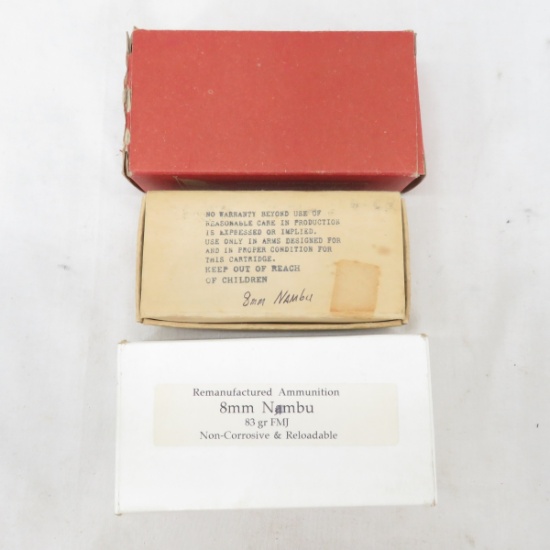 NO WARRANTY BEYOND USE OF
REASONABLE CARE IN PRODUCTION
IS EXPRESSED OR IMPLIED.
USE ONLY IN ARMS DESIGNED FOR
AND IN PROPER CONDITION FOR
THIS CARTRIDGE.
KEEP OUT OF REACH
OF CHILDREN
8mm Nambu
Remanufactured Ammunition
8mm Nambu
83 gr FMJ
Non-Corrosive & Reloadable